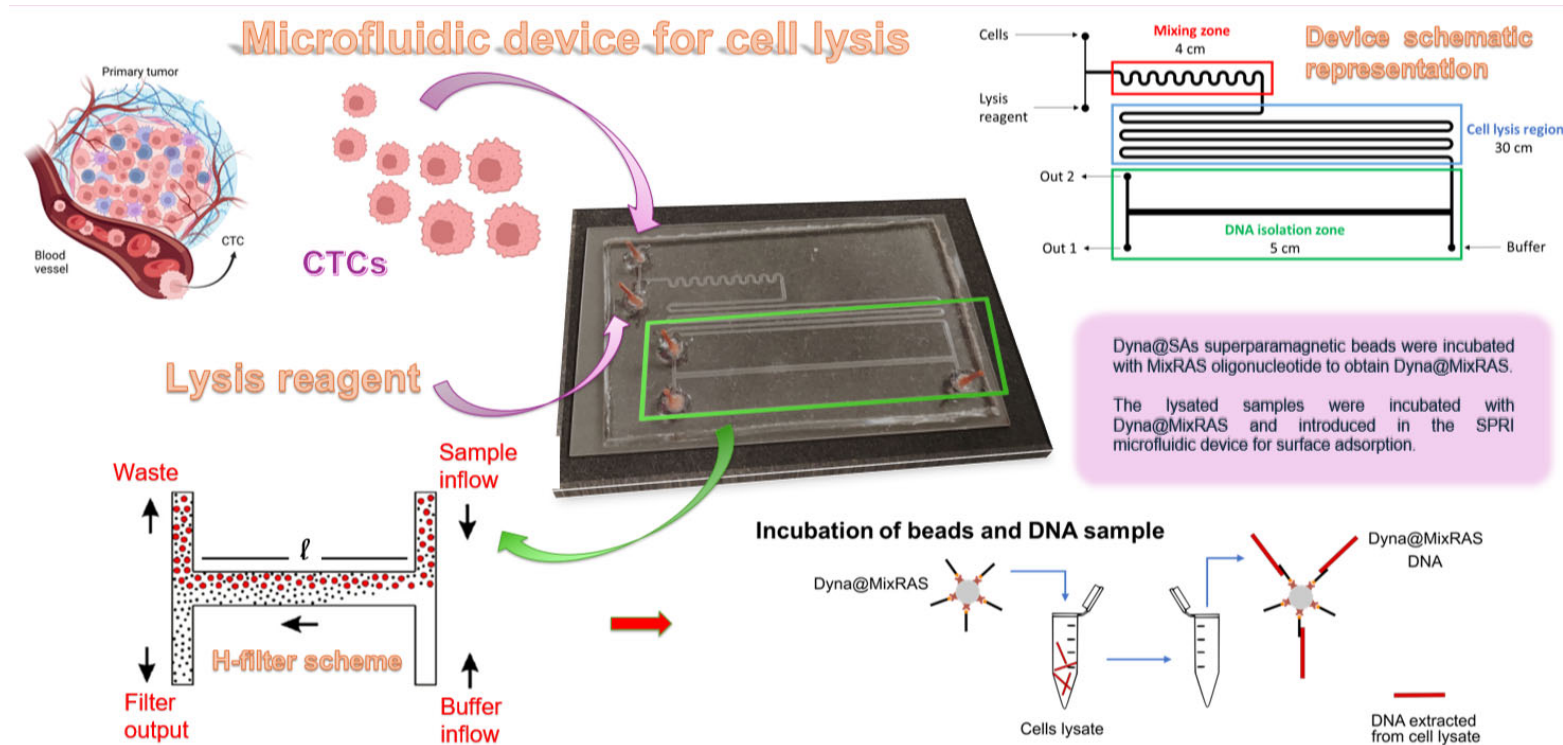 Microfluidic device for cell lysis
Primary tumor
Blood
vessel
CTC
CTCs
Lysis reagent
Device schematic
representation
Cells
Lysis
reagent
Mixing zone
4 cm
Cell lysis region
30 cm
Out 2
Out 1
DNA isolation zone
5 cm
Buffer
Dyna@SAs superparamagnetic beads were incubated
with MixRAS oligonucleotide to obtain Dyna@MixRAS.
The lysated samples were incubated with
Dyna@MixRAS and introduced in the SPRI
microfluidic device for surface adsorption.
Waste
Sample
inflow
ℓ
H-filter scheme
Filter
output
Buffer
inflow
Incubation of beads and DNA sample
Dyna@MixRAS
Cells lysate
Dyna@MixRAS
DNA
DNA extracted
from cell lysate